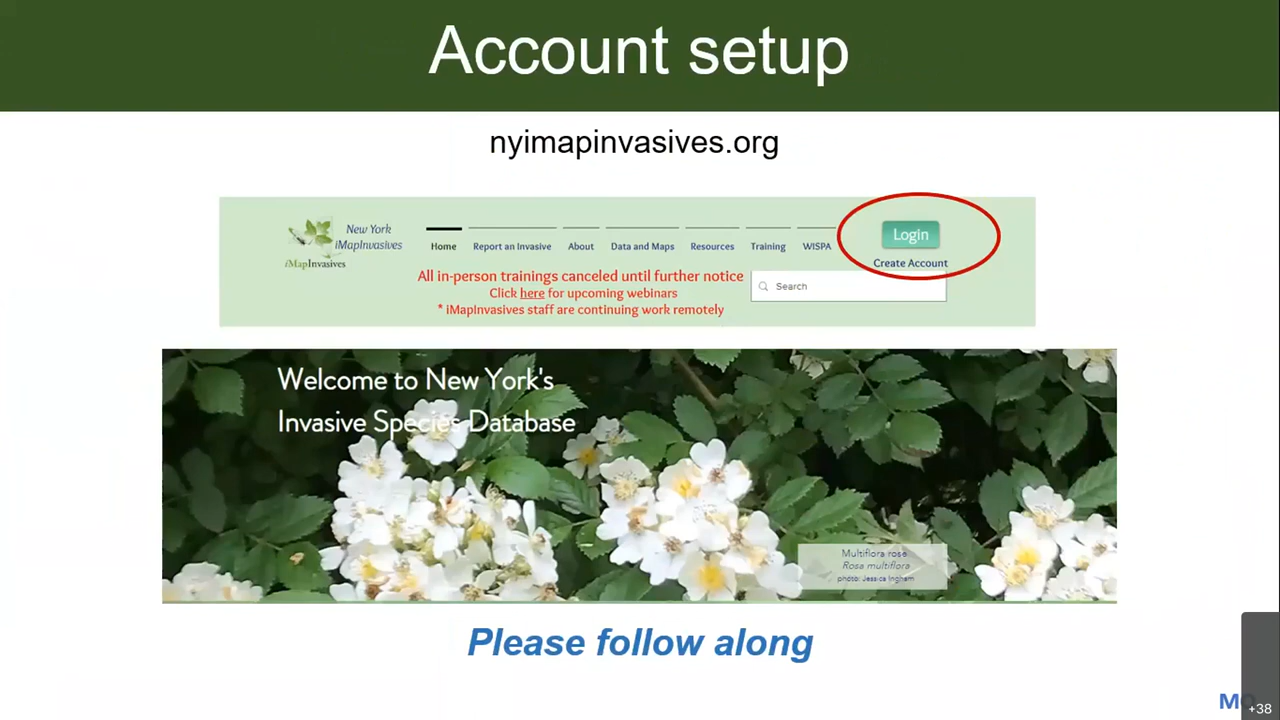 Account setup
nyimapinvasives.org
New York
iMapInvasives
iMapInvasives
Home
Report an Invasive
About
Data and Maps
Resources
Training
WISPA
Login
Create Account
All in-person trainings canceled until further notice
Click here for upcoming webinars
* iMapInvasives staff are continuing work remotely
Search
Welcome to New York's
Invasive Species Database
Multiflora rose
Rosa multiflora
photo: Jessica Ingham
Please follow along
+38